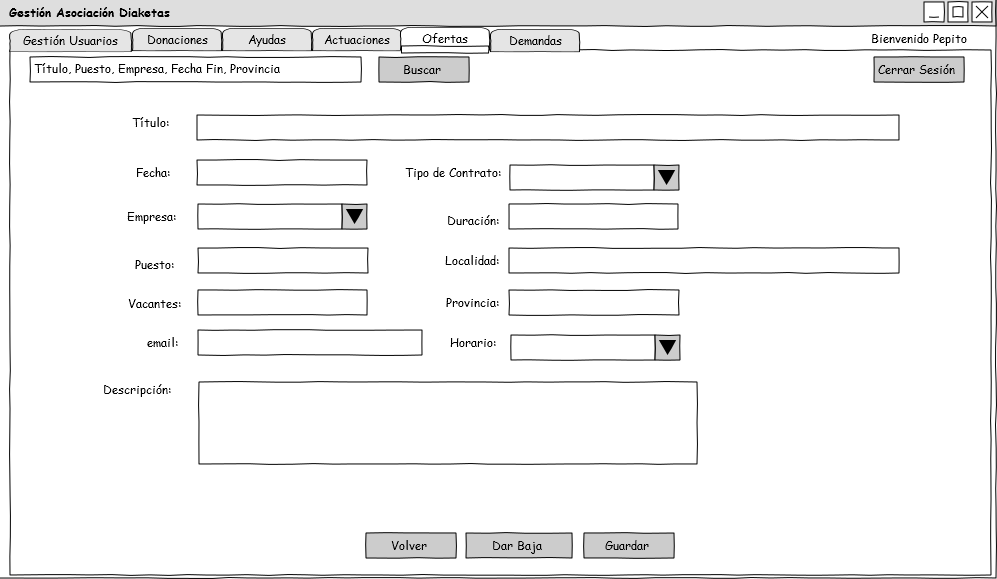 Gestión Asociación Diaketas
Gestión Usuarios Donaciones Ayudas Actuaciones Ofertas Demandas Bienvenido Pepito
Título, Puesto, Empresa, Fecha Fin, Provincia Buscar Cerrar Sesión
Título:
Fecha: Tipo de Contrato:
Empresa: Duración:
Puesto: Localidad:
Vacantes: Provincia:
email: Horario:
Descripción:
Volver Dar Baja Guardar